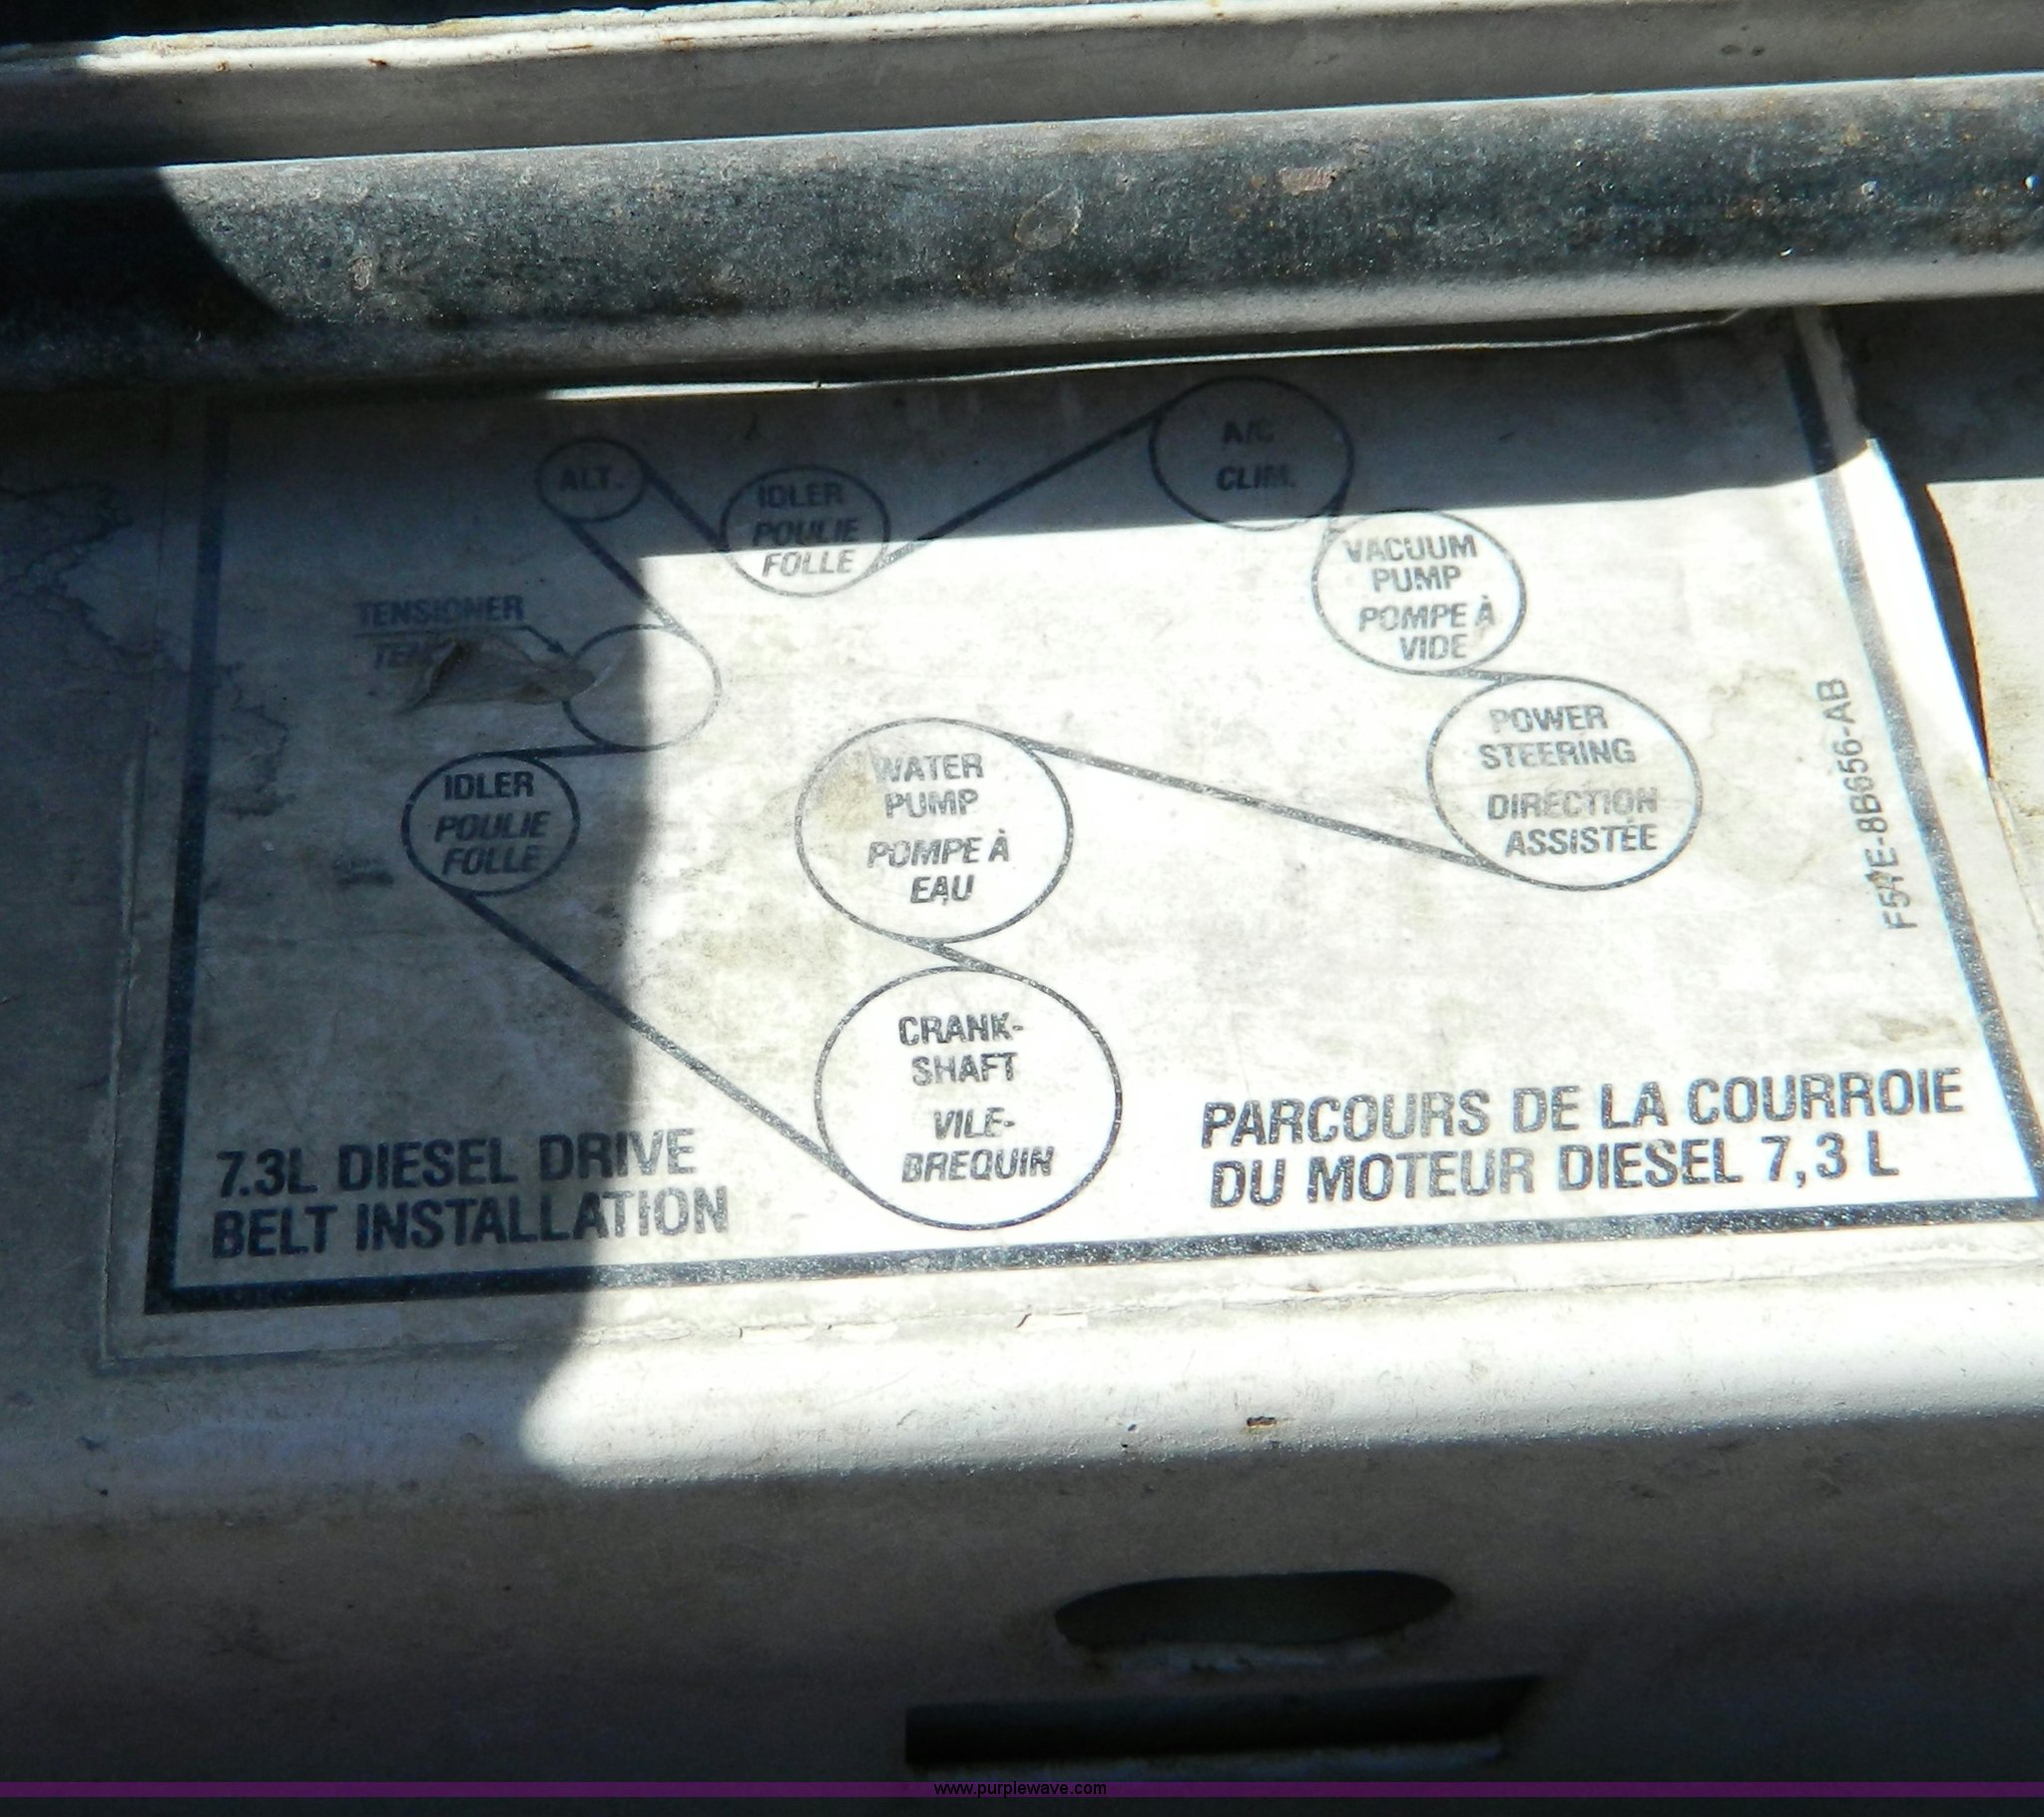 A/C
CLIM.
ALT.
IDLER
POULIE
FOLLE
VACUUM
PUMP
POMPE À
VIDE
TENSIONER
POWER
STEERING
DIRECTION
ASSISTÉE
WATER
PUMP
POMPE À
EAU
IDLER
POULIE
FOLLE
CRANK-
SHAFT
VILE-
BREQUIN
7.3L DIESEL DRIVE
BELT INSTALLATION
PARCOURS DE LA COURROIE
DU MOTEUR DIESEL 7,3 L
www.purplewave.com